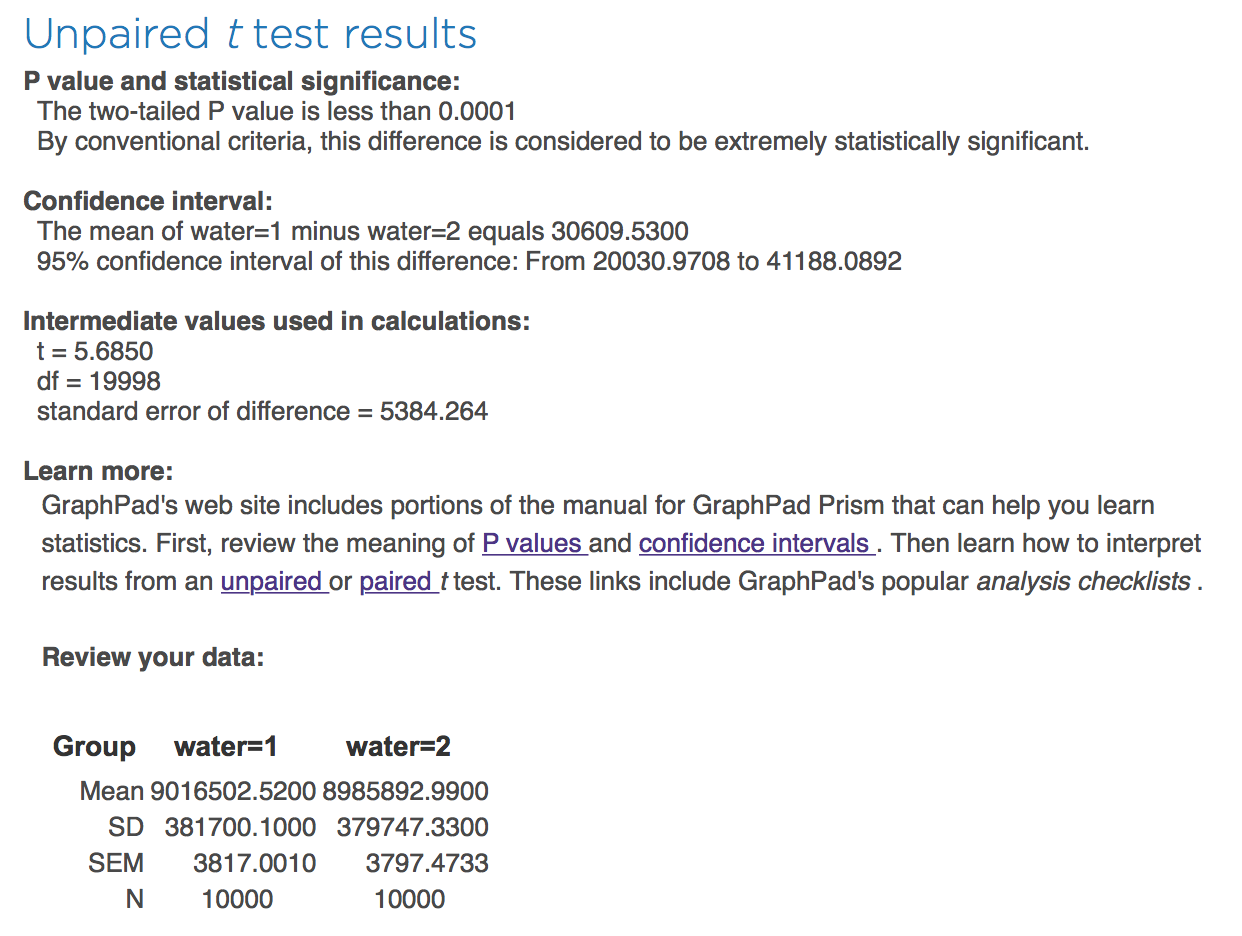 Unpaired t test results
P value and statistical significance:
The two-tailed P value is less than 0.0001
By conventional criteria, this difference is considered to be extremely statistically significant.
Confidence interval:
The mean of water=1 minus water=2 equals 30609.5300
95% confidence interval of this difference: From 20030.9708 to 41188.0892
Intermediate values used in calculations:
t = 5.6850
df = 19998
standard error of difference = 5384.264
Learn more:
GraphPad's web site includes portions of the manual for GraphPad Prism that can help you learn
statistics. First, review the meaning of P values and confidence intervals . Then learn how to interpret
results from an unpaired or paired t test. These links include GraphPad's popular analysis checklists .
Review your data:
Group water=1 water=2
Mean 9016502.5200 8985892.9900
SD 381700.1000 379747.3300
SEM 3817.0010 3797.4733
N 10000 10000